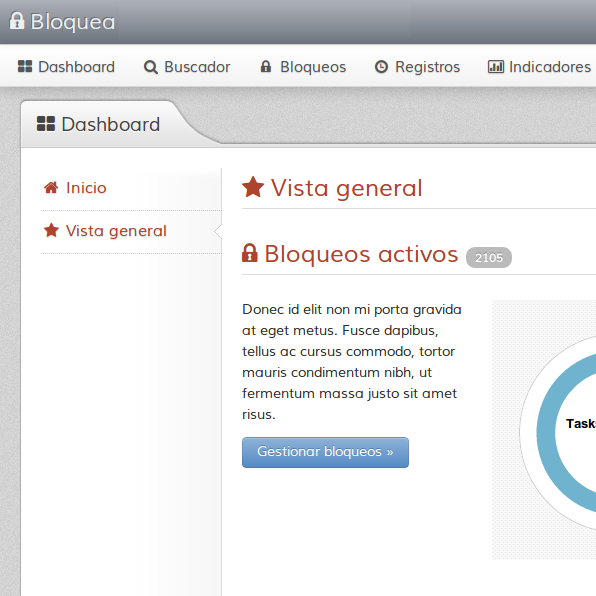 Bloquea
Dashboard Buscador Bloqueos Registros Indicadores
Dashboard
Inicio
Vista general
Vista general
Bloqueos activos 2105
Donec id elit non mi porta gravida
at eget metus. Fusce dapibus,
tellus ac cursus commodo, tortor
mauris condimentum nibh, ut
fermentum massa justo sit amet
risus.
Gestionar bloqueos »
Task